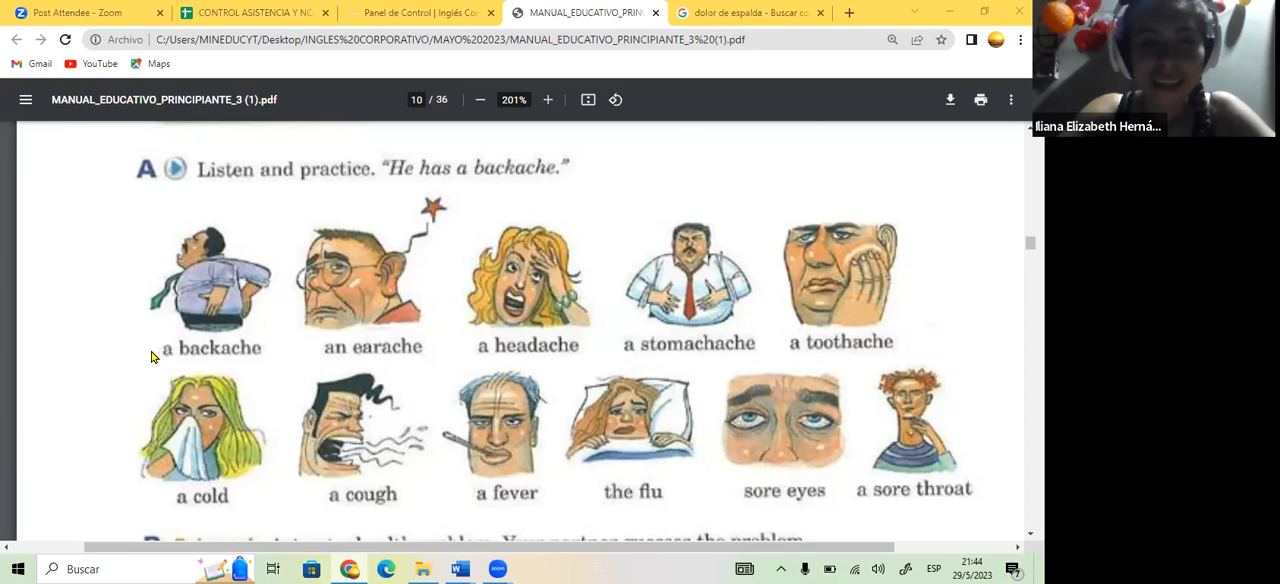 Post Attendee - Zoom
CONTROL ASISTENCIA Y NO
Panel de Control | Inglés Cor
MANUAL_EDUCATIVO_PRIN
dolor de espalda - Buscar co
Archivo
C:/Users/MINEDUCYT/Desktop/INGLES%20CORPORATIVO/MAYO%202023/MANUAL_EDUCATIVO_PRINCIPIANTE_3%20(1).pdf
Gmail
YouTube
Maps
MANUAL_EDUCATIVO_PRINCIPIANTE_3 (1).pdf
10 / 36
201%
Iliana Elizabeth Herná...
A Listen and practice. "He has a backache."
a backache
an earache
a headache
a stomachache
a toothache
a cold
a cough
a fever
the flu
sore eyes
a sore throat
Buscar
zoom
ESP
21:44
29/5/2023
7